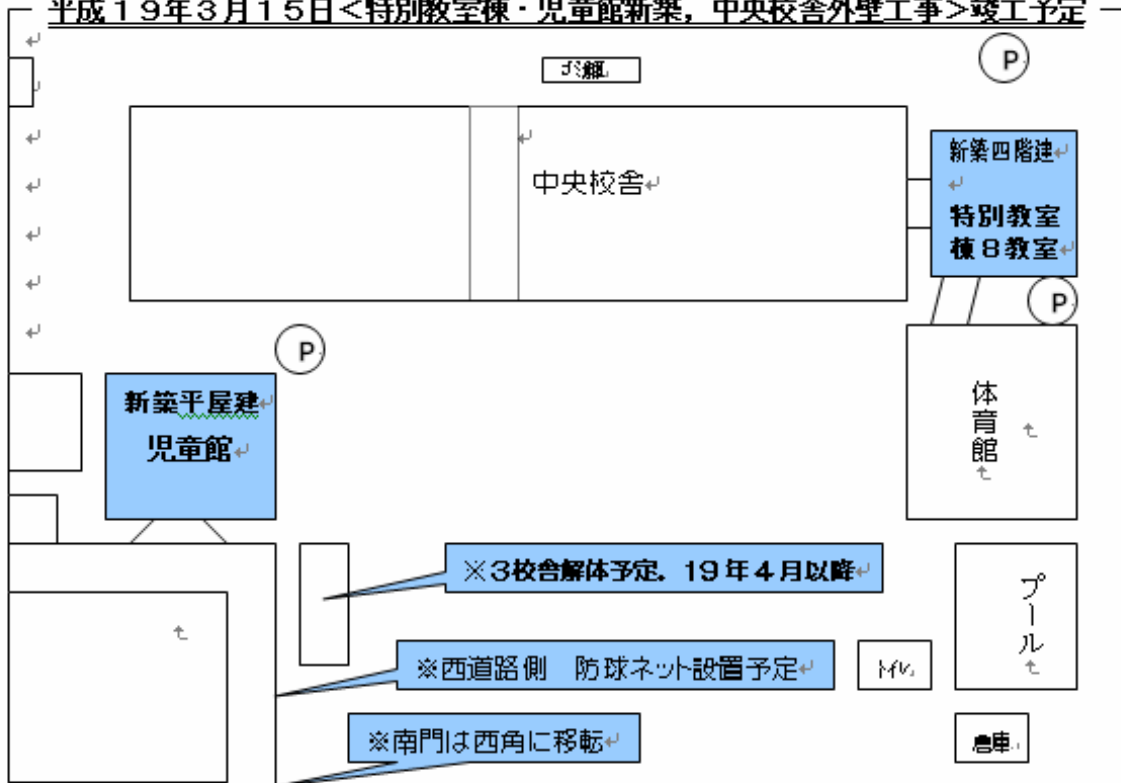 平成１９年３月１５日＜特別教室棟・児童館新築，中央校舎外壁工事＞竣工予定
P
中央校舎
新築四階建
特別教室
棟８教室
P
P
新築平屋建
児童館
体育館
※３校舎解体予定．１９年４月以降
プール
※西道路側　防球ネット設置予定
トイレ
※南門は西角に移転
倉庫